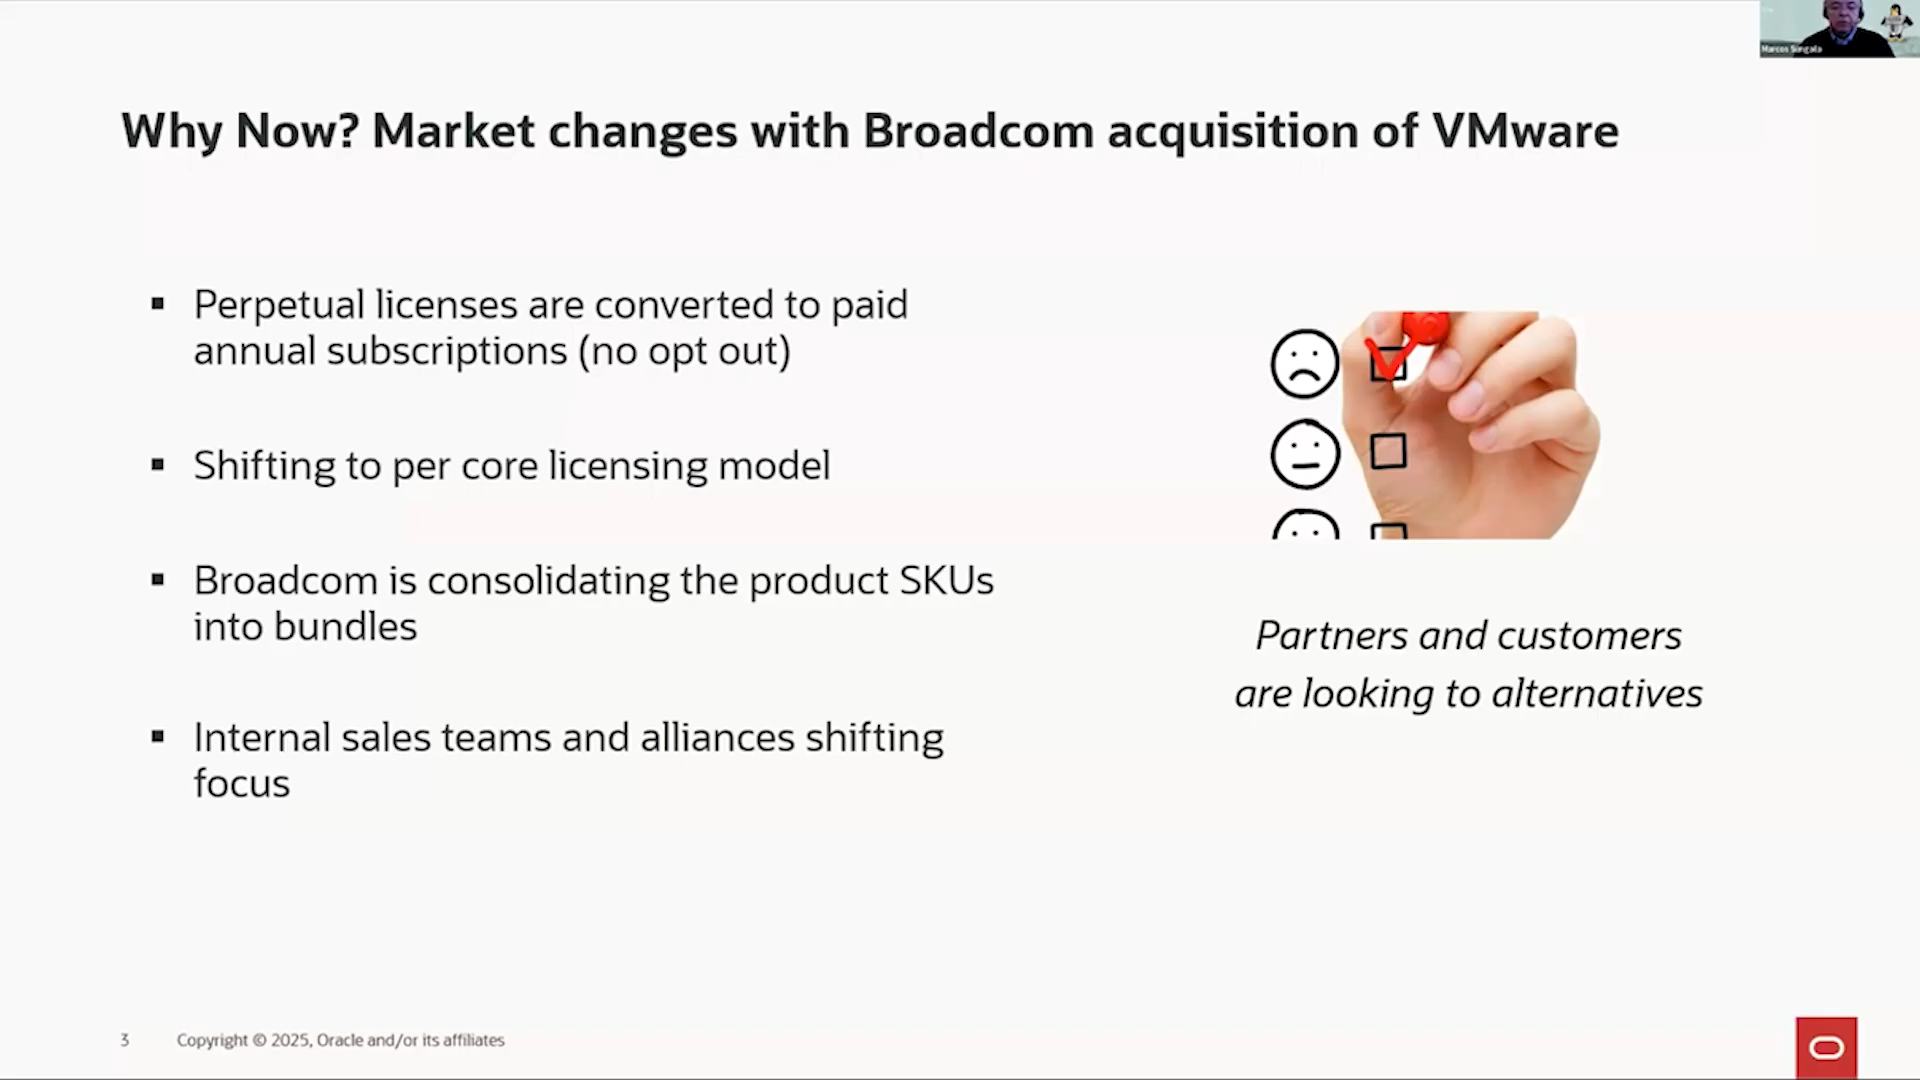 Marcos Sungaila
Why Now? Market changes with Broadcom acquisition of VMware
▪ Perpetual licenses are converted to paid
annual subscriptions (no opt out)
▪ Shifting to per core licensing model
▪ Broadcom is consolidating the product SKUs
into bundles
▪ Internal sales teams and alliances shifting
focus
Partners and customers
are looking to alternatives
3 Copyright © 2025, Oracle and/or its affiliates